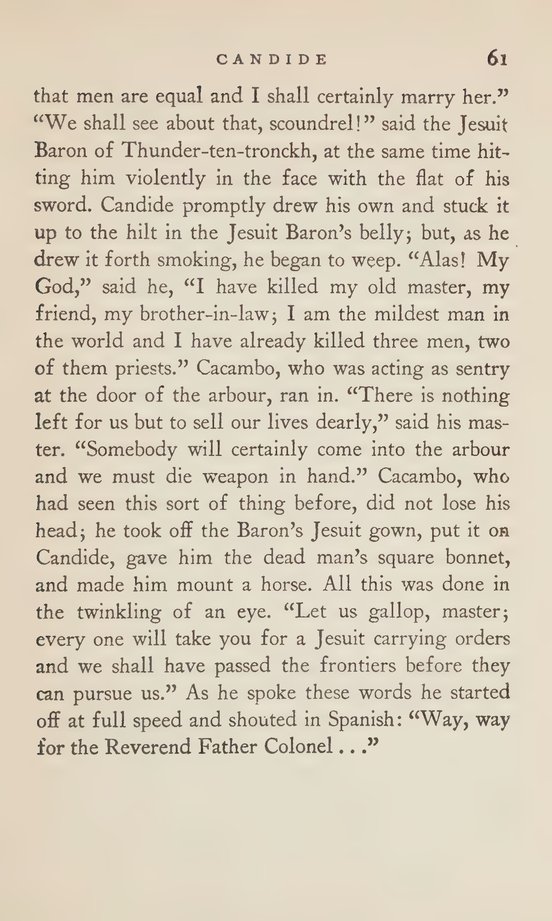 CANDIDE 61
that men are equal and I shall certainly marry her.”
“We shall see about that, scoundrel!” said the Jesuit
Baron of Thunder-ten-tronckh, at the same time hit-
ting him violently in the face with the flat of his
sword. Candide promptly drew his own and stuck it
up to the hilt in the Jesuit Baron’s belly; but, as he
drew it forth smoking, he began to weep. “Alas! My
God,” said he, “I have killed my old master, my
friend, my brother-in-law; I am the mildest man in
the world and I have already killed three men, two
of them priests.” Cacambo, who was acting as sentry
at the door of the arbour, ran in. “There is nothing
left for us but to sell our lives dearly,” said his mas-
ter. “Somebody will certainly come into the arbour
and we must die weapon in hand.” Cacambo, who
had seen this sort of thing before, did not lose his
head; he took off the Baron’s Jesuit gown, put it on
Candide, gave him the dead man’s square bonnet,
and made him mount a horse. All this was done in
the twinkling of an eye. “Let us gallop, master;
every one will take you for a Jesuit carrying orders
and we shall have passed the frontiers before they
can pursue us.” As he spoke these words he started
off at full speed and shouted in Spanish: “Way, way
for the Reverend Father Colonel . . .”